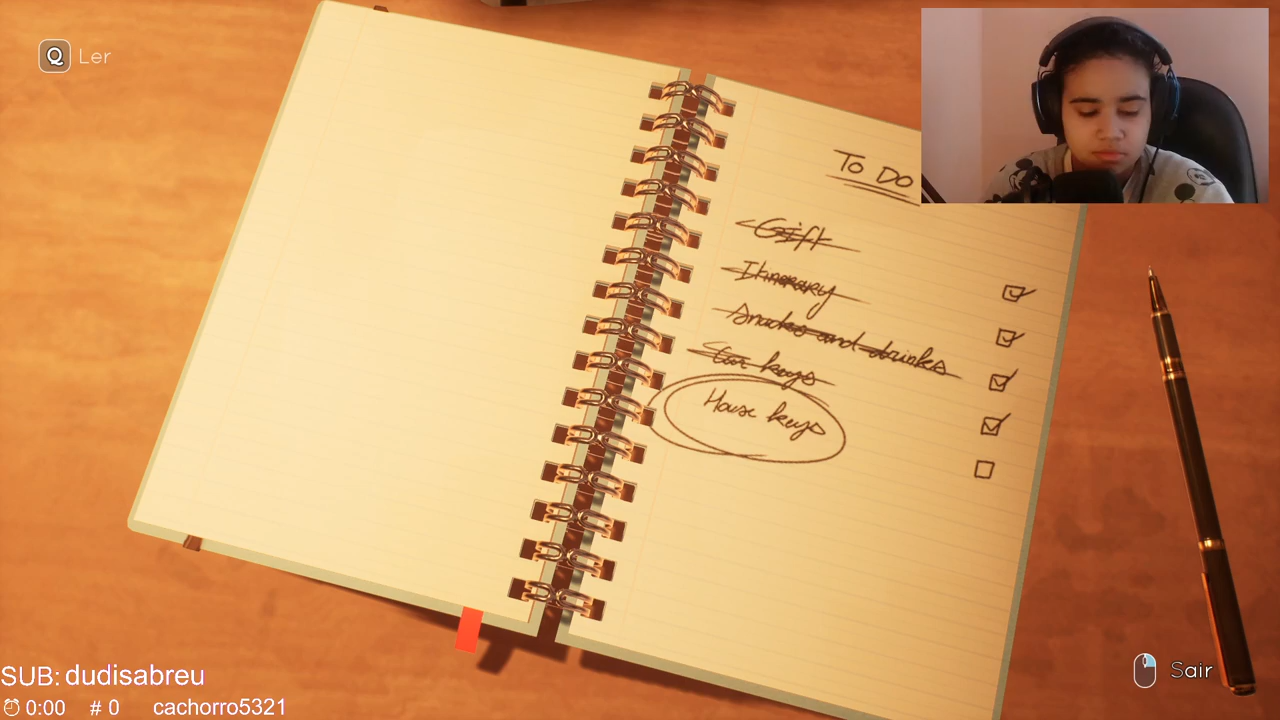 Q Ler
TO DO
Gift
Itinerary
Snacks and drinks
Car keys
House keys
SUB: dudisabreu
0:00 # 0 cachorro5321
Sair